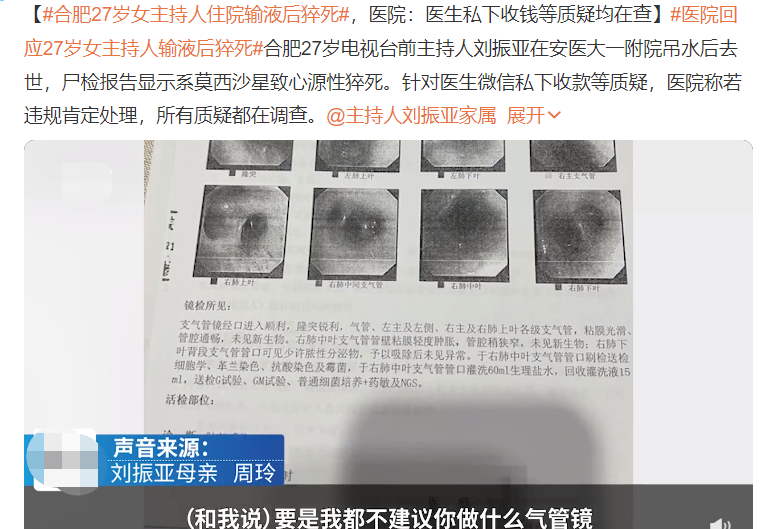 【#合肥27岁女主持人住院输液后猝死#，医院：医生私下收钱等质疑均在查】#医院回
应27岁女主持人输液后猝死#合肥27岁电视台前主持人刘振亚在安医大一附院吊水后去
世，尸检报告显示系莫西沙星致心源性猝死。针对医生微信私下收款等质疑，医院称若
违规肯定处理，所有质疑都在调查。@主持人刘振亚家属 展开
隆突 左肺上叶 左肺下叶 右主支气管
右肺上叶 右肺中间支气管 右肺中叶 右肺下叶
镜检所见：
支气管镜经口进入顺利，隆突锐利，气管、左主及左侧、右主及右肺上叶各级支气管，粘膜光滑、
管腔通畅，未见新生物。右肺中叶支气管管壁粘膜轻度肿胀，管腔稍狭窄，未见新生物；右肺下
叶背段支气管管口可见少许脓性分泌物，予以吸除后未见异常。于右肺中叶支气管管口刷检送检
细胞学、革兰染色、抗酸染色及霉菌，于右肺中叶支气管管口灌洗60ml生理盐水，回收灌洗液15
ml，送检G试验、GM试验、普通细菌培养+药敏及NGS。
活检部位：
声音来源：
刘振亚母亲 周玲
时
（和我说）要是我都不建议你做什么气管镜